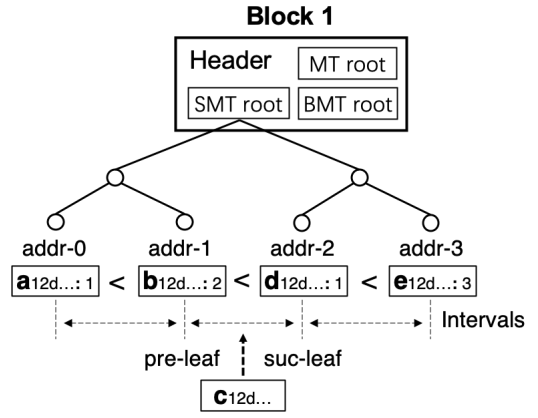 Block 1
Header
MT root
SMT root
BMT root
addr-0 addr-1 addr-2 addr-3
a12d...: 1 < b12d...: 2 < d12d...: 1 < e12d...: 3
Intervals
pre-leaf suc-leaf
c12d...